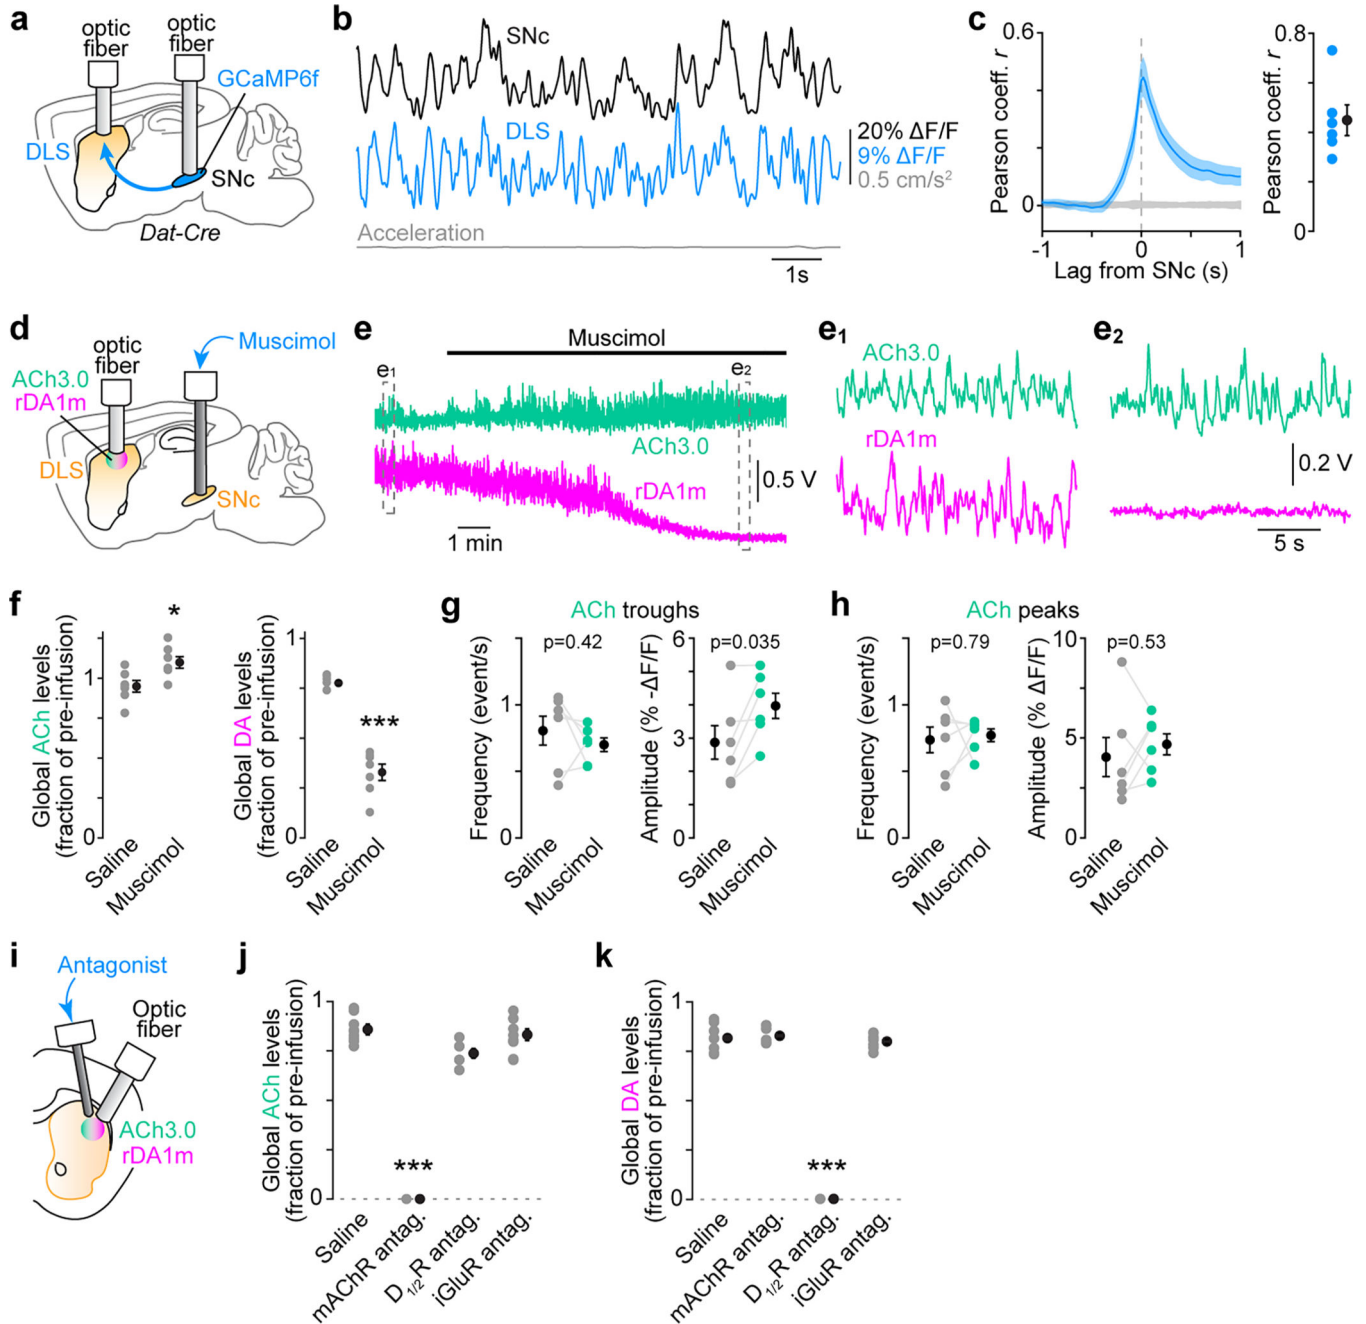 a
optic
fiber
optic
fiber
GCaMP6f
DLS
SNc
Dat-Cre
b
SNc
DLS
20% ΔF/F
9% ΔF/F
0.5 cm/s²
Acceleration
1s
c
Pearson coeff. r
0.6
0
-1
0
1
Lag from SNc (s)
Pearson coeff. r
0.8
0
d
Muscimol
optic
fiber
ACh3.0
rDA1m
DLS
SNc
e
Muscimol
e₁
e₂
ACh3.0
rDA1m
0.5 V
1 min
e₁
ACh3.0
rDA1m
e₂
0.2 V
5 s
f
Global ACh levels
(fraction of pre-infusion)
1
0
*
Saline
Muscimol
Global DA levels
(fraction of pre-infusion)
1
0
***
Saline
Muscimol
g
ACh troughs
Frequency (event/s)
1
0
p=0.42
Saline
Muscimol
Amplitude (% -ΔF/F)
6
3
0
p=0.035
Saline
Muscimol
h
ACh peaks
Frequency (event/s)
1
0
p=0.79
Saline
Muscimol
Amplitude (% ΔF/F)
10
5
0
p=0.53
Saline
Muscimol
i
Antagonist
Optic
fiber
ACh3.0
rDA1m
j
Global ACh levels
(fraction of pre-infusion)
1
0
***
Saline
mAChR antag.
D₁/₂R antag.
iGluR antag.
k
Global DA levels
(fraction of pre-infusion)
1
0
***
Saline
mAChR antag.
D₁/₂R antag.
iGluR antag.